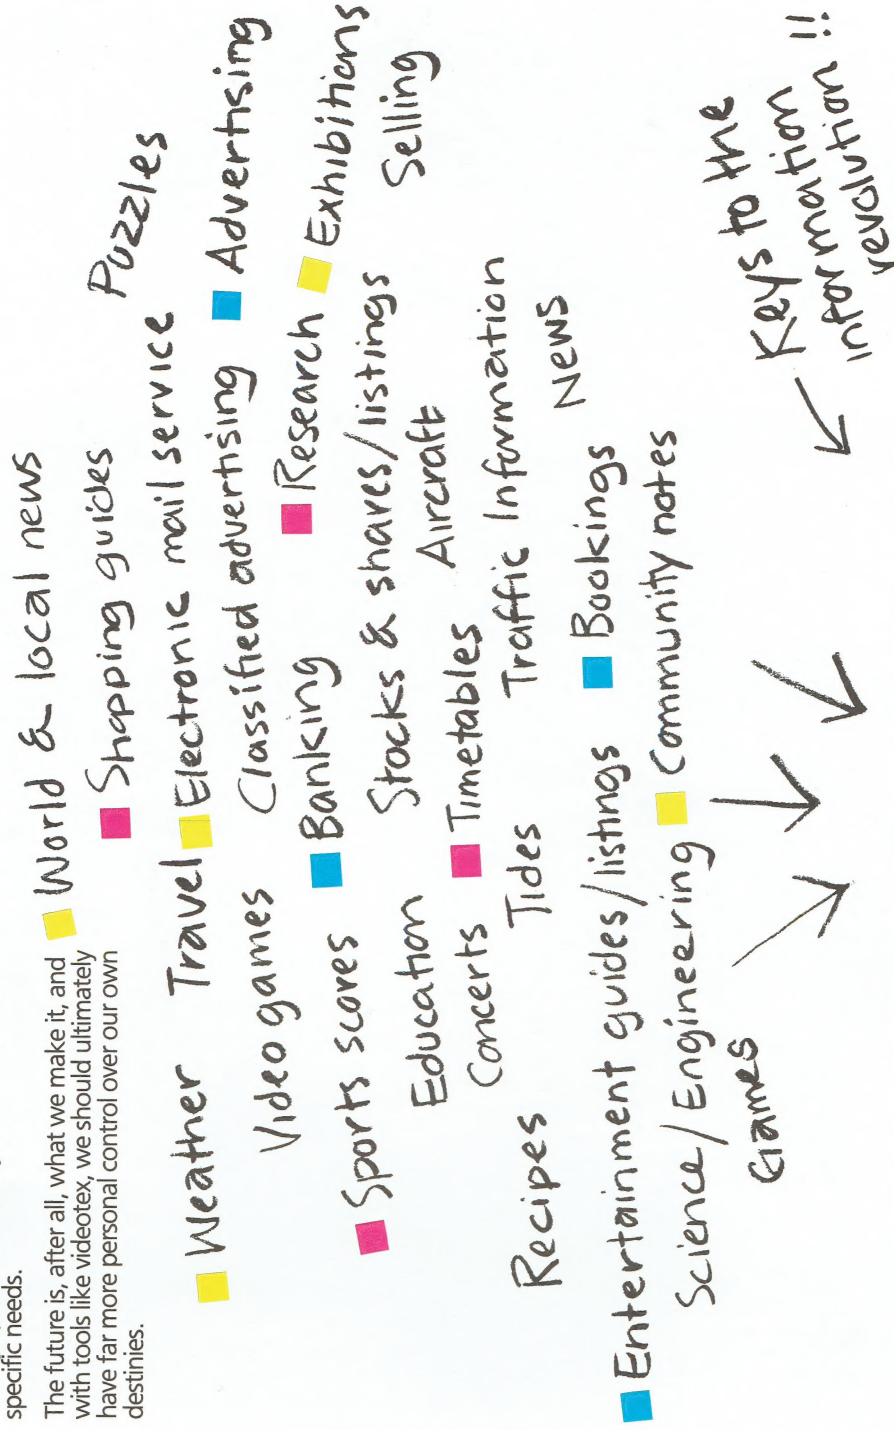 specific needs.
The future is, after all, what we make it, and
with tools like videotex, we should ultimately
have far more personal control over our own
destinies.
World & local news
Shopping guides
Puzzles
Weather Travel Electronic mail service
Video games Classified advertising Advertising
Sports scores Banking Research Exhibitions
Education Stocks & shares/listings Selling
Concerts Timetables Aircraft
Recipes Tides Traffic Information
Entertainment guides/listings Bookings News
Science/Engineering Community notes
Games
Keys to the
information
revolution !!